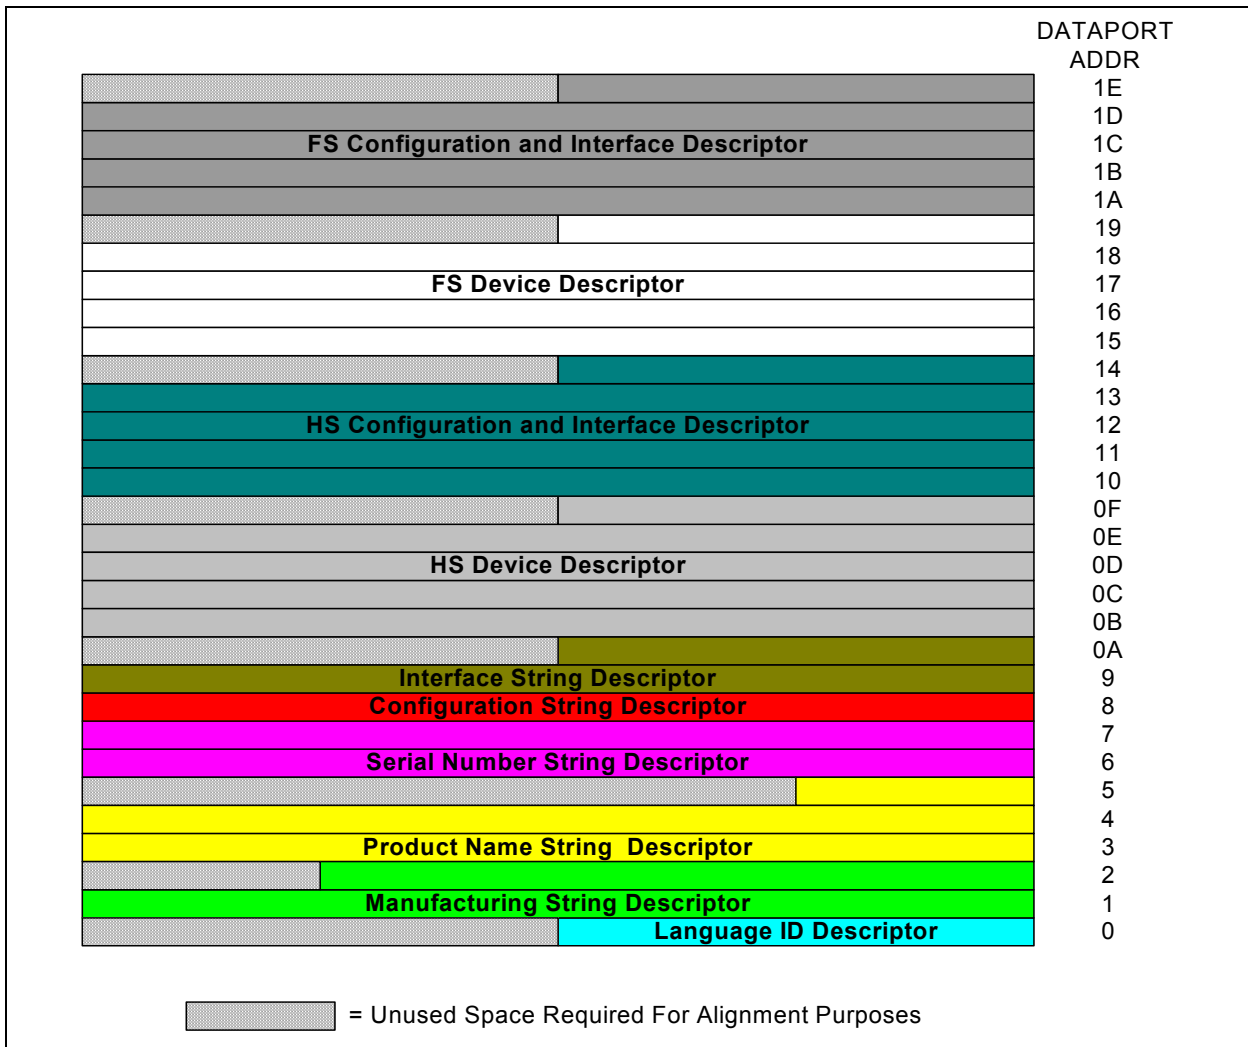 DATAPORT
ADDR
1E
1D
FS Configuration and Interface Descriptor 1C
1B
1A
19
18
FS Device Descriptor 17
16
15
14
13
HS Configuration and Interface Descriptor 12
11
10
0F
0E
HS Device Descriptor 0D
0C
0B
0A
Interface String Descriptor 9
Configuration String Descriptor 8
7
Serial Number String Descriptor 6
5
4
Product Name String Descriptor 3
2
Manufacturing String Descriptor 1
Language ID Descriptor 0
= Unused Space Required For Alignment Purposes